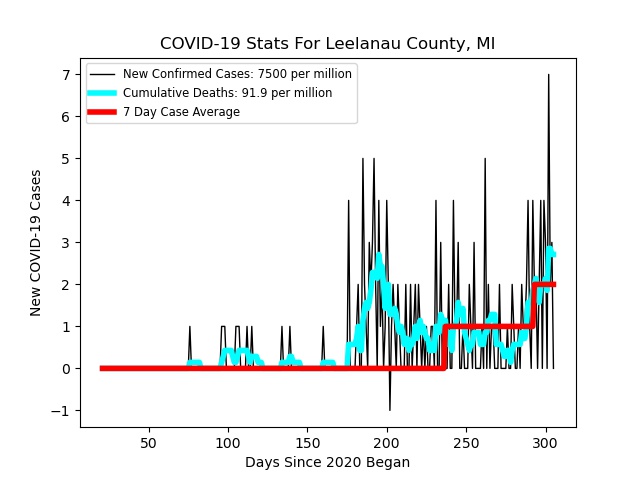 COVID-19 Stats For Leelanau County, MI
New Confirmed Cases: 7500 per million
Cumulative Deaths: 91.9 per million
7 Day Case Average
New COVID-19 Cases
7
6
5
4
3
2
1
0
−1
50 100 150 200 250 300
Days Since 2020 Began